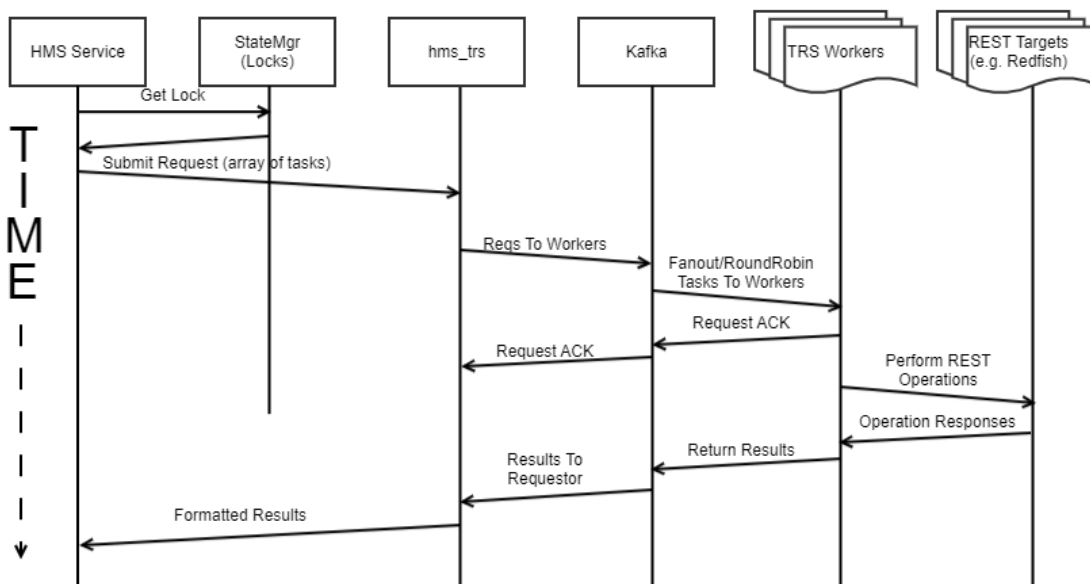 HMS Service
StateMgr
(Locks)
hms_trs
Kafka
TRS Workers
REST Targets
(e.g. Redfish)
Get Lock
TIME
Submit Request (array of tasks)
Reqs To Workers
Fanout/RoundRobin
Tasks To Workers
Request ACK
Request ACK
Perform REST
Operations
Operation Responses
Return Results
Results To
Requestor
Formatted Results